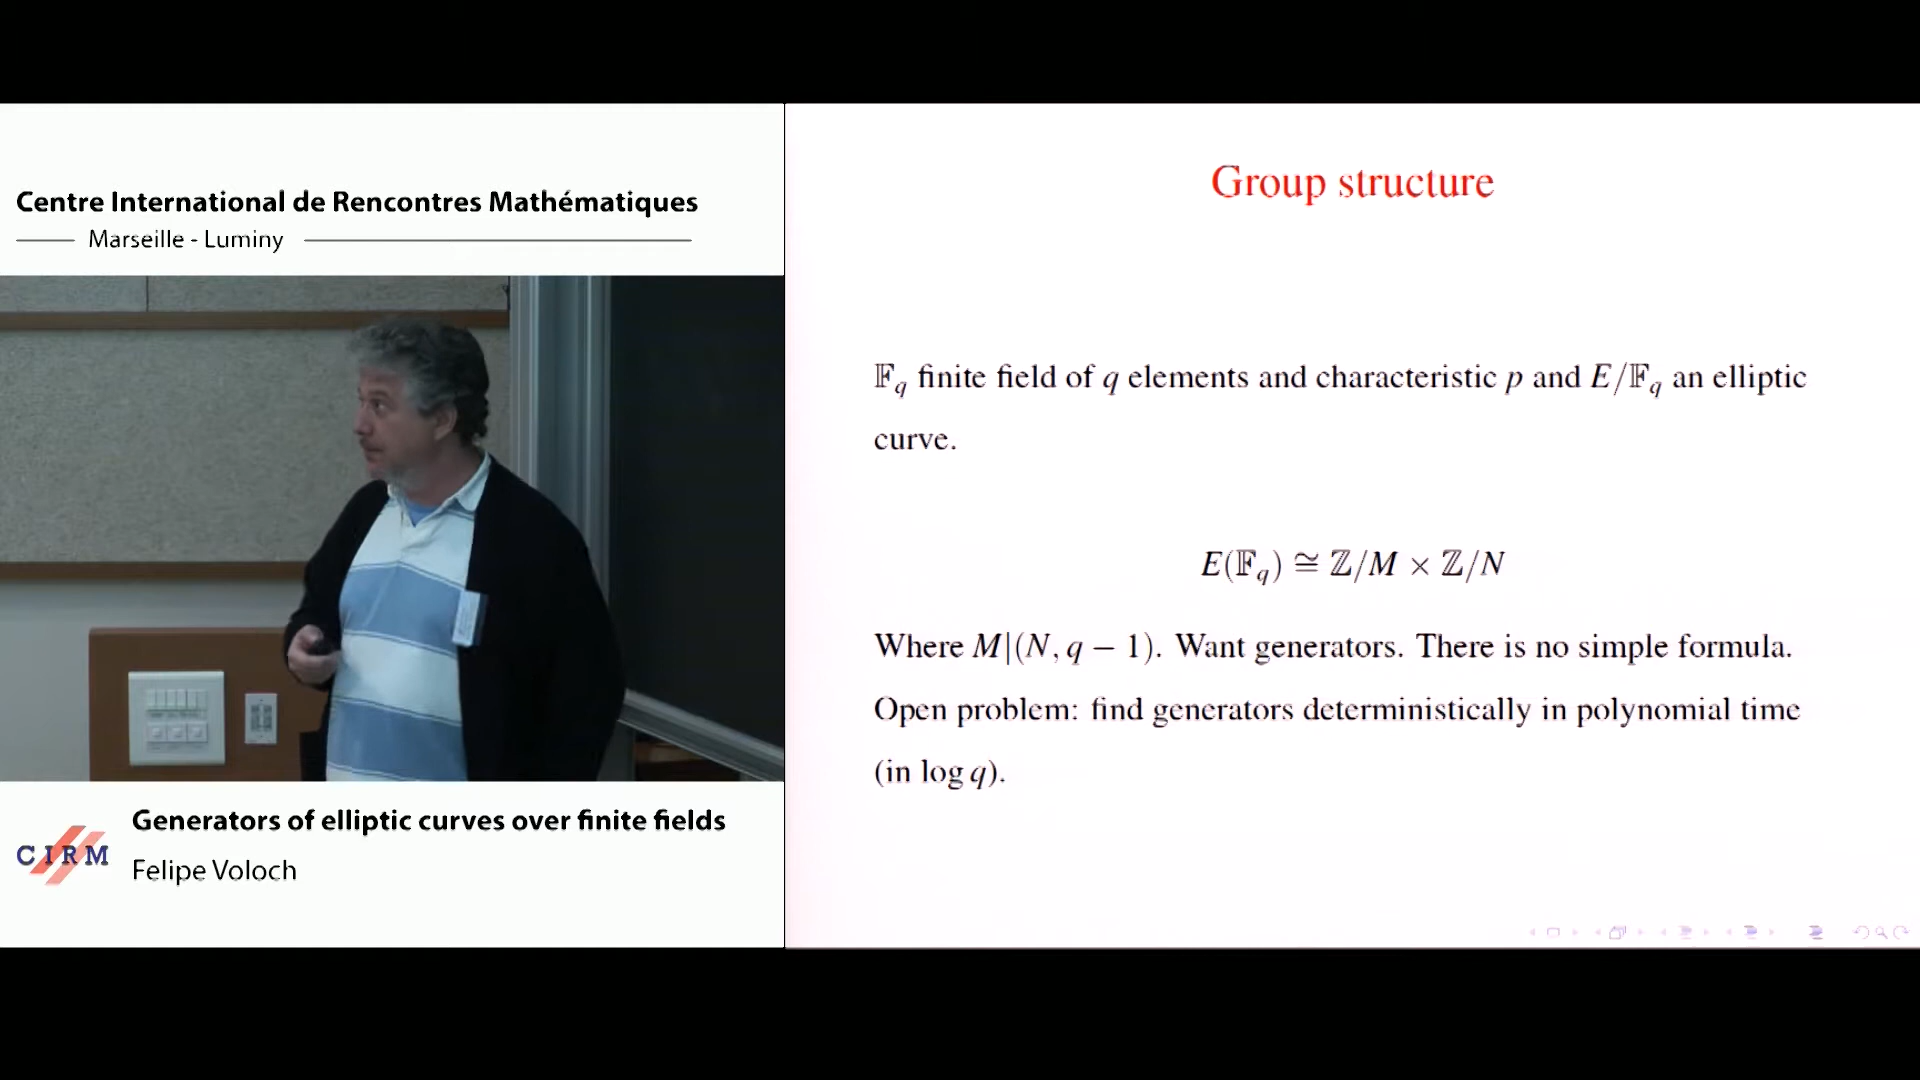 Centre International de Rencontres Mathématiques
Marseille - Luminy
Generators of elliptic curves over finite fields
CIRM
Felipe Voloch
Group structure
𝔽_q finite field of q elements and characteristic p and E/𝔽_q an elliptic
curve.
E(𝔽_q) ≅ ℤ/M × ℤ/N
Where M|(N, q − 1). Want generators. There is no simple formula.
Open problem: find generators deterministically in polynomial time
(in log q).